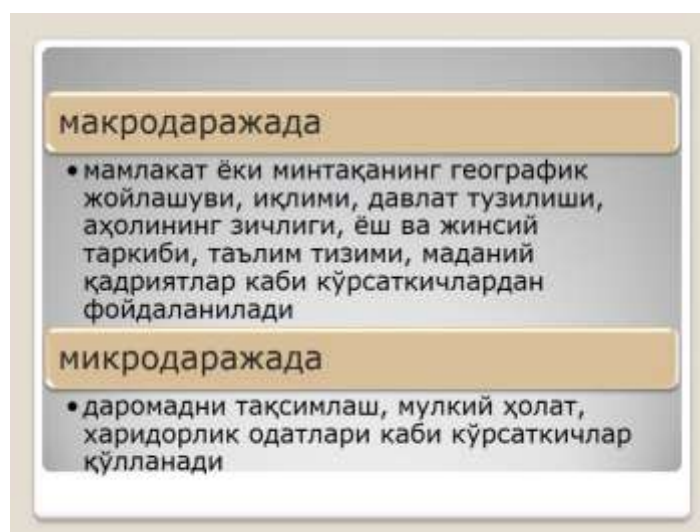 макродаражада
• мамлакат ёки минтақанинг географик
жойлашуви, иқлими, давлат тузилиши,
аҳолининг зичлиги, ёш ва жинсий
таркиби, таълим тизими, маданий
қадриятлар каби кўрсаткичлардан
фойдаланилади
микродаражада
• даромадни тақсимлаш, мулкий ҳолат,
харидорлик одатлари каби кўрсаткичлар
қўлланади